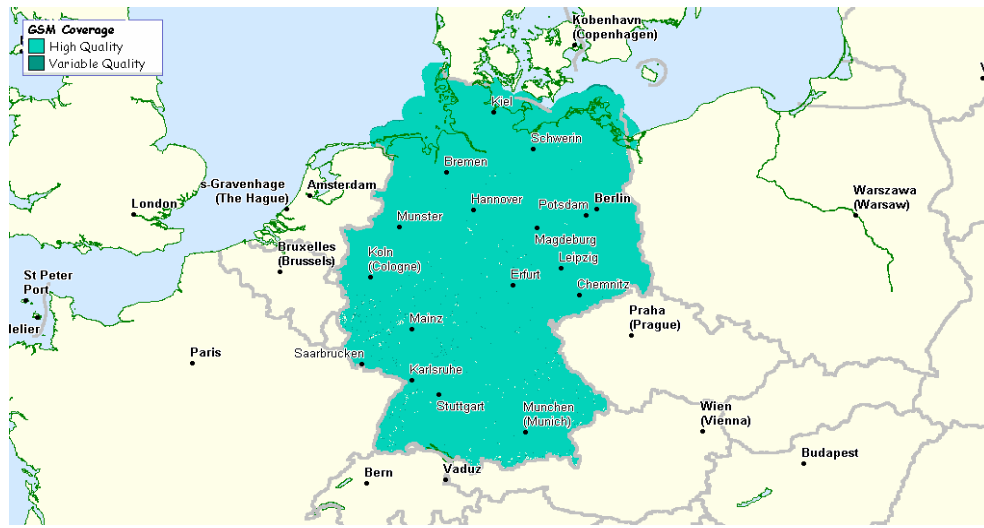 GSM Coverage
High Quality
Variable Quality
Kobenhavn
(Copenhagen)
Kiel
Schwerin
Bremen
s-Gravenhage
(The Hague)
Amsterdam
London
Hannover
Potsdam
Berlin
Warszawa
(Warsaw)
Munster
Magdeburg
Bruxelles
(Brussels)
Koln
(Cologne)
Leipzig
Erfurt
Chemnitz
St Peter
Port
elier
Praha
(Prague)
Mainz
Paris
Saarbrucken
Karlsruhe
Stuttgart
Munchen
(Munich)
Wien
(Vienna)
Budapest
Bern
Vaduz